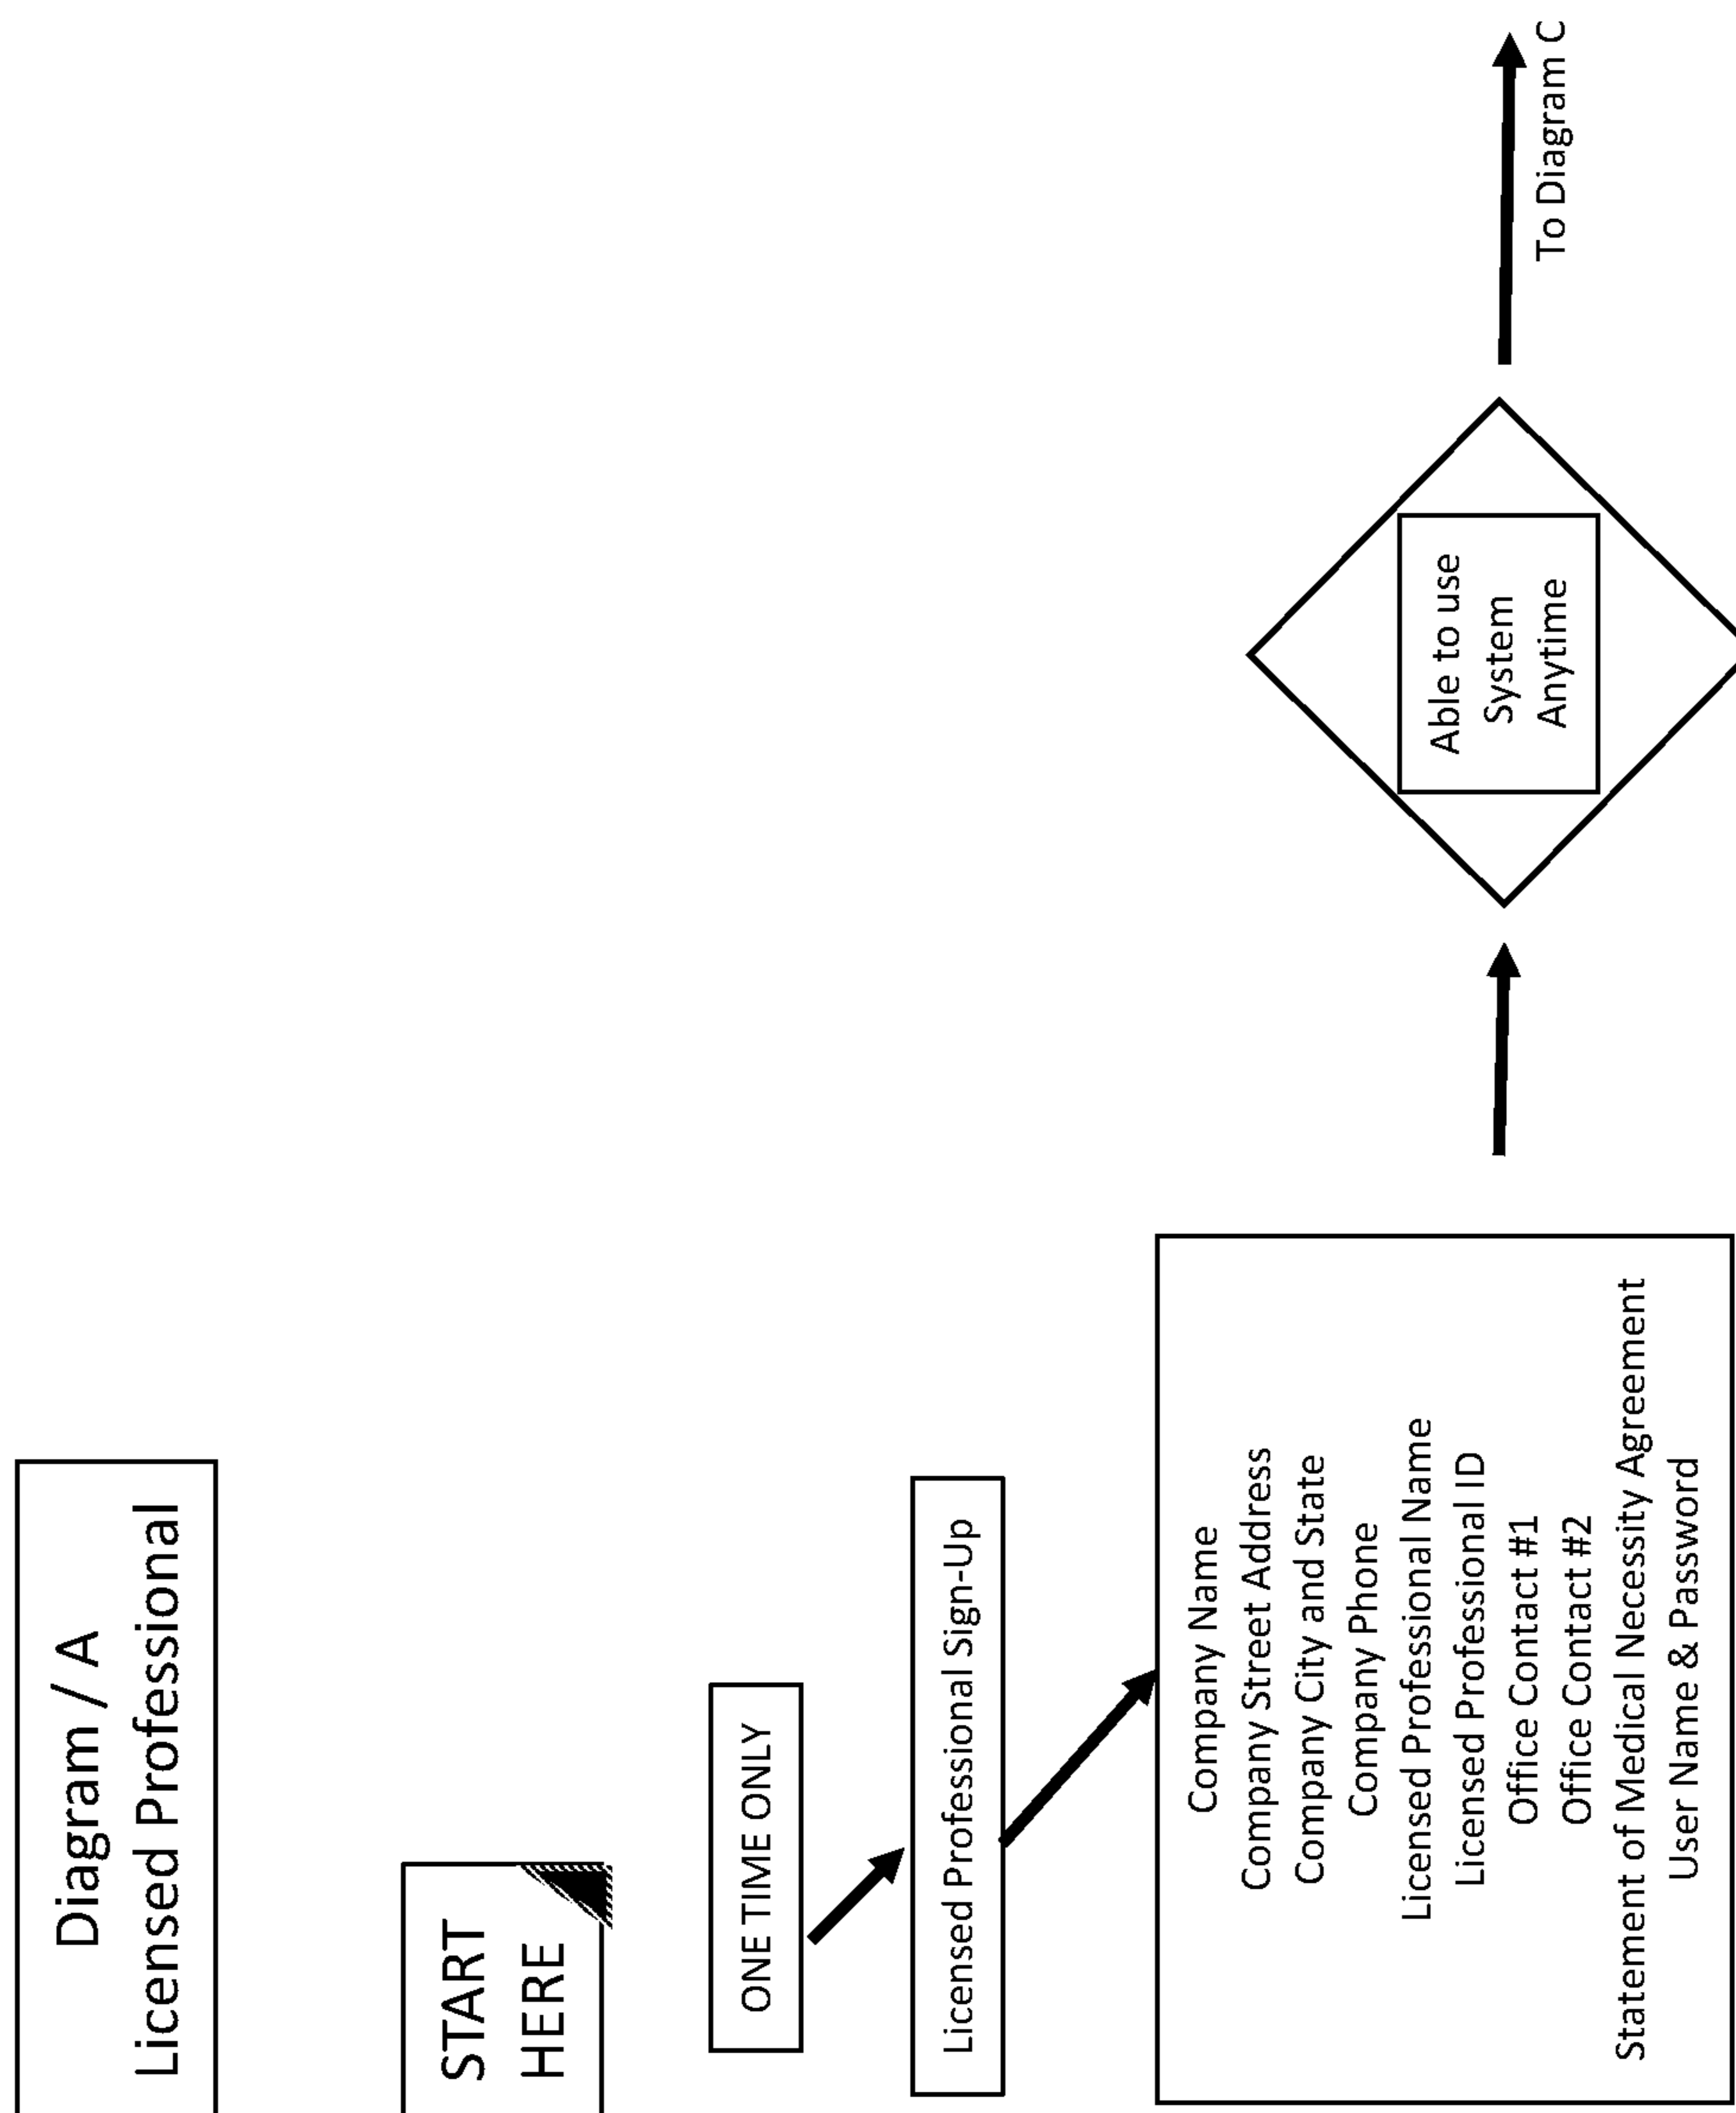 Diagram / A
Licensed Professional
START
HERE
ONE TIME ONLY
Licensed Professional Sign-Up
Company Name
Company Street Address
Company City and State
Company Phone
Licensed Professional Name
Licensed Professional ID
Office Contact #1
Office Contact #2
Statement of Medical Necessity Agreement
User Name & Password
Able to use
System
Anytime
To Diagram C